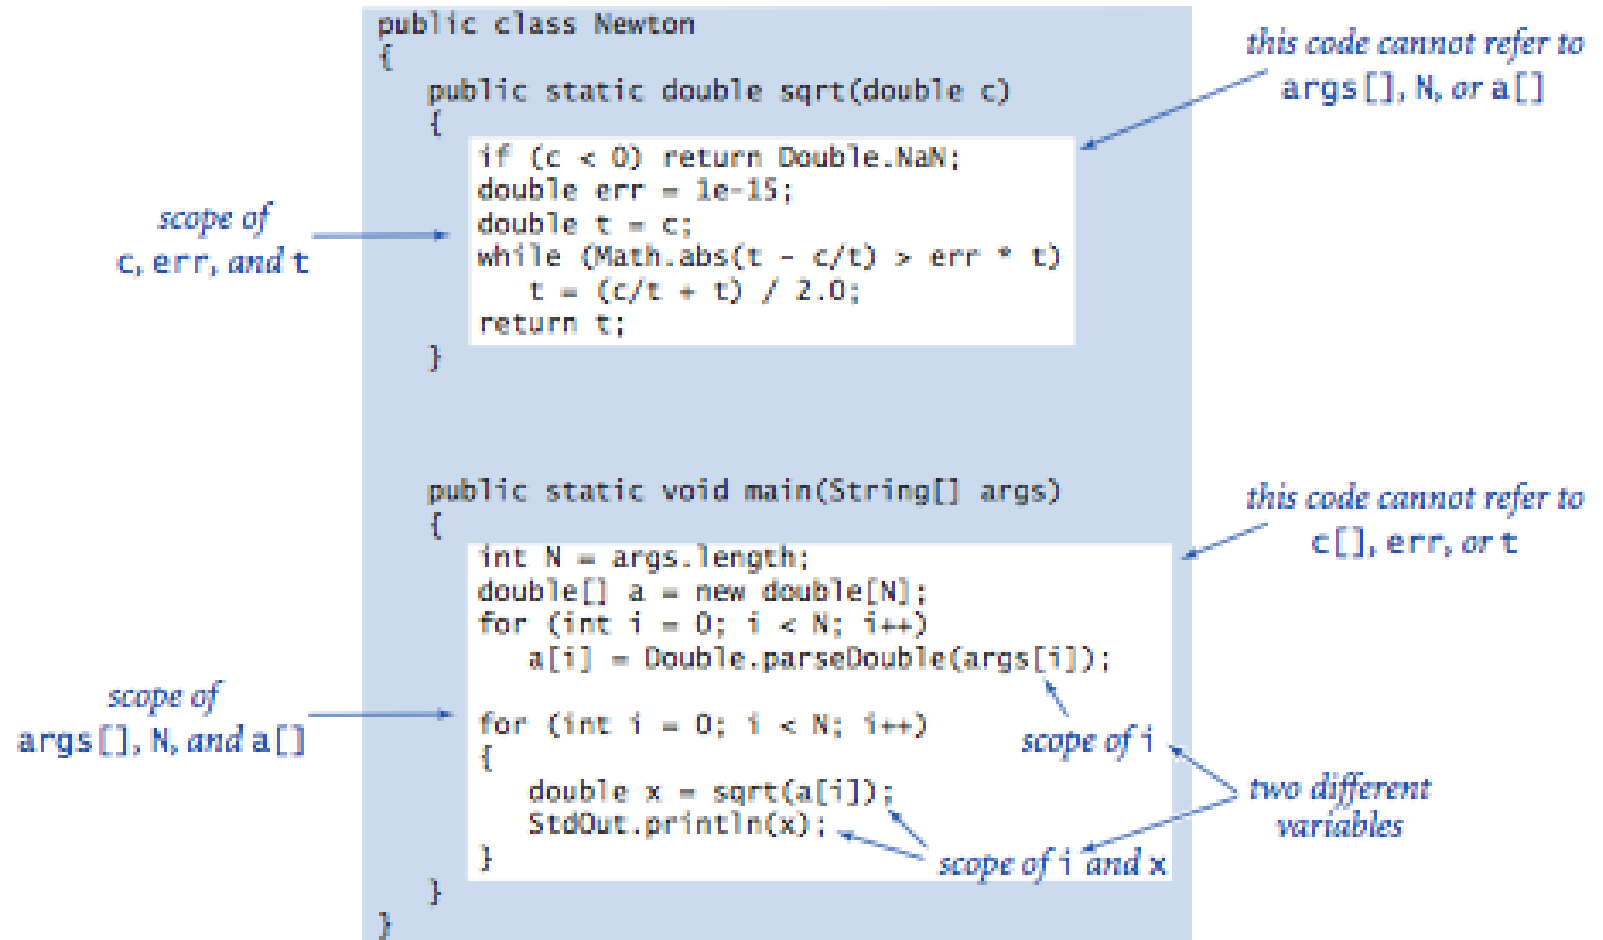 public class Newton
{
public static double sqrt(double c)
{
if (c < 0) return Double.NaN;
double err = 1e-15;
double t = c;
while (Math.abs(t - c/t) > err * t)
t = (c/t + t) / 2.0;
return t;
}
public static void main(String[] args)
{
int N = args.length;
double[] a = new double[N];
for (int i = 0; i < N; i++)
a[i] = Double.parseDouble(args[i]);
for (int i = 0; i < N; i++)
{
double x = sqrt(a[i]);
StdOut.println(x);
}
}
}
this code cannot refer to
args[], N, or a[]
scope of
c, err, and t
this code cannot refer to
c[], err, or t
scope of
args[], N, and a[]
scope of i
two different
variables
scope of i and x